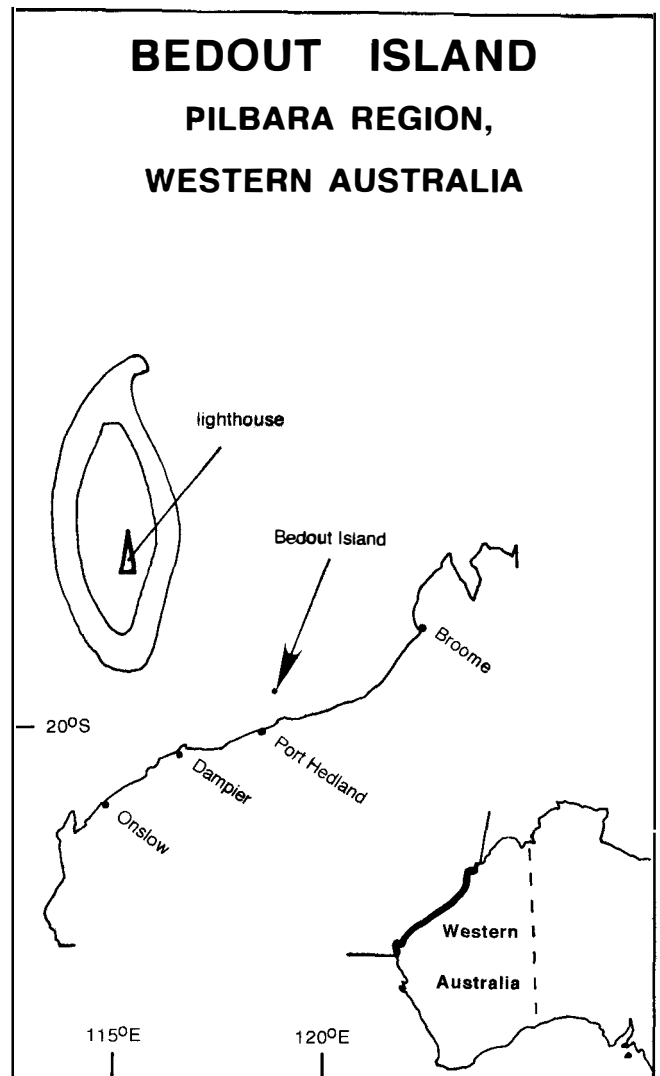 BEDOUT ISLAND
PILBARA REGION,
WESTERN AUSTRALIA
lighthouse
Bedout Island
Broome
20°S
Port Hedland
Dampier
Onslow
Western
Australia
115°E
120°E